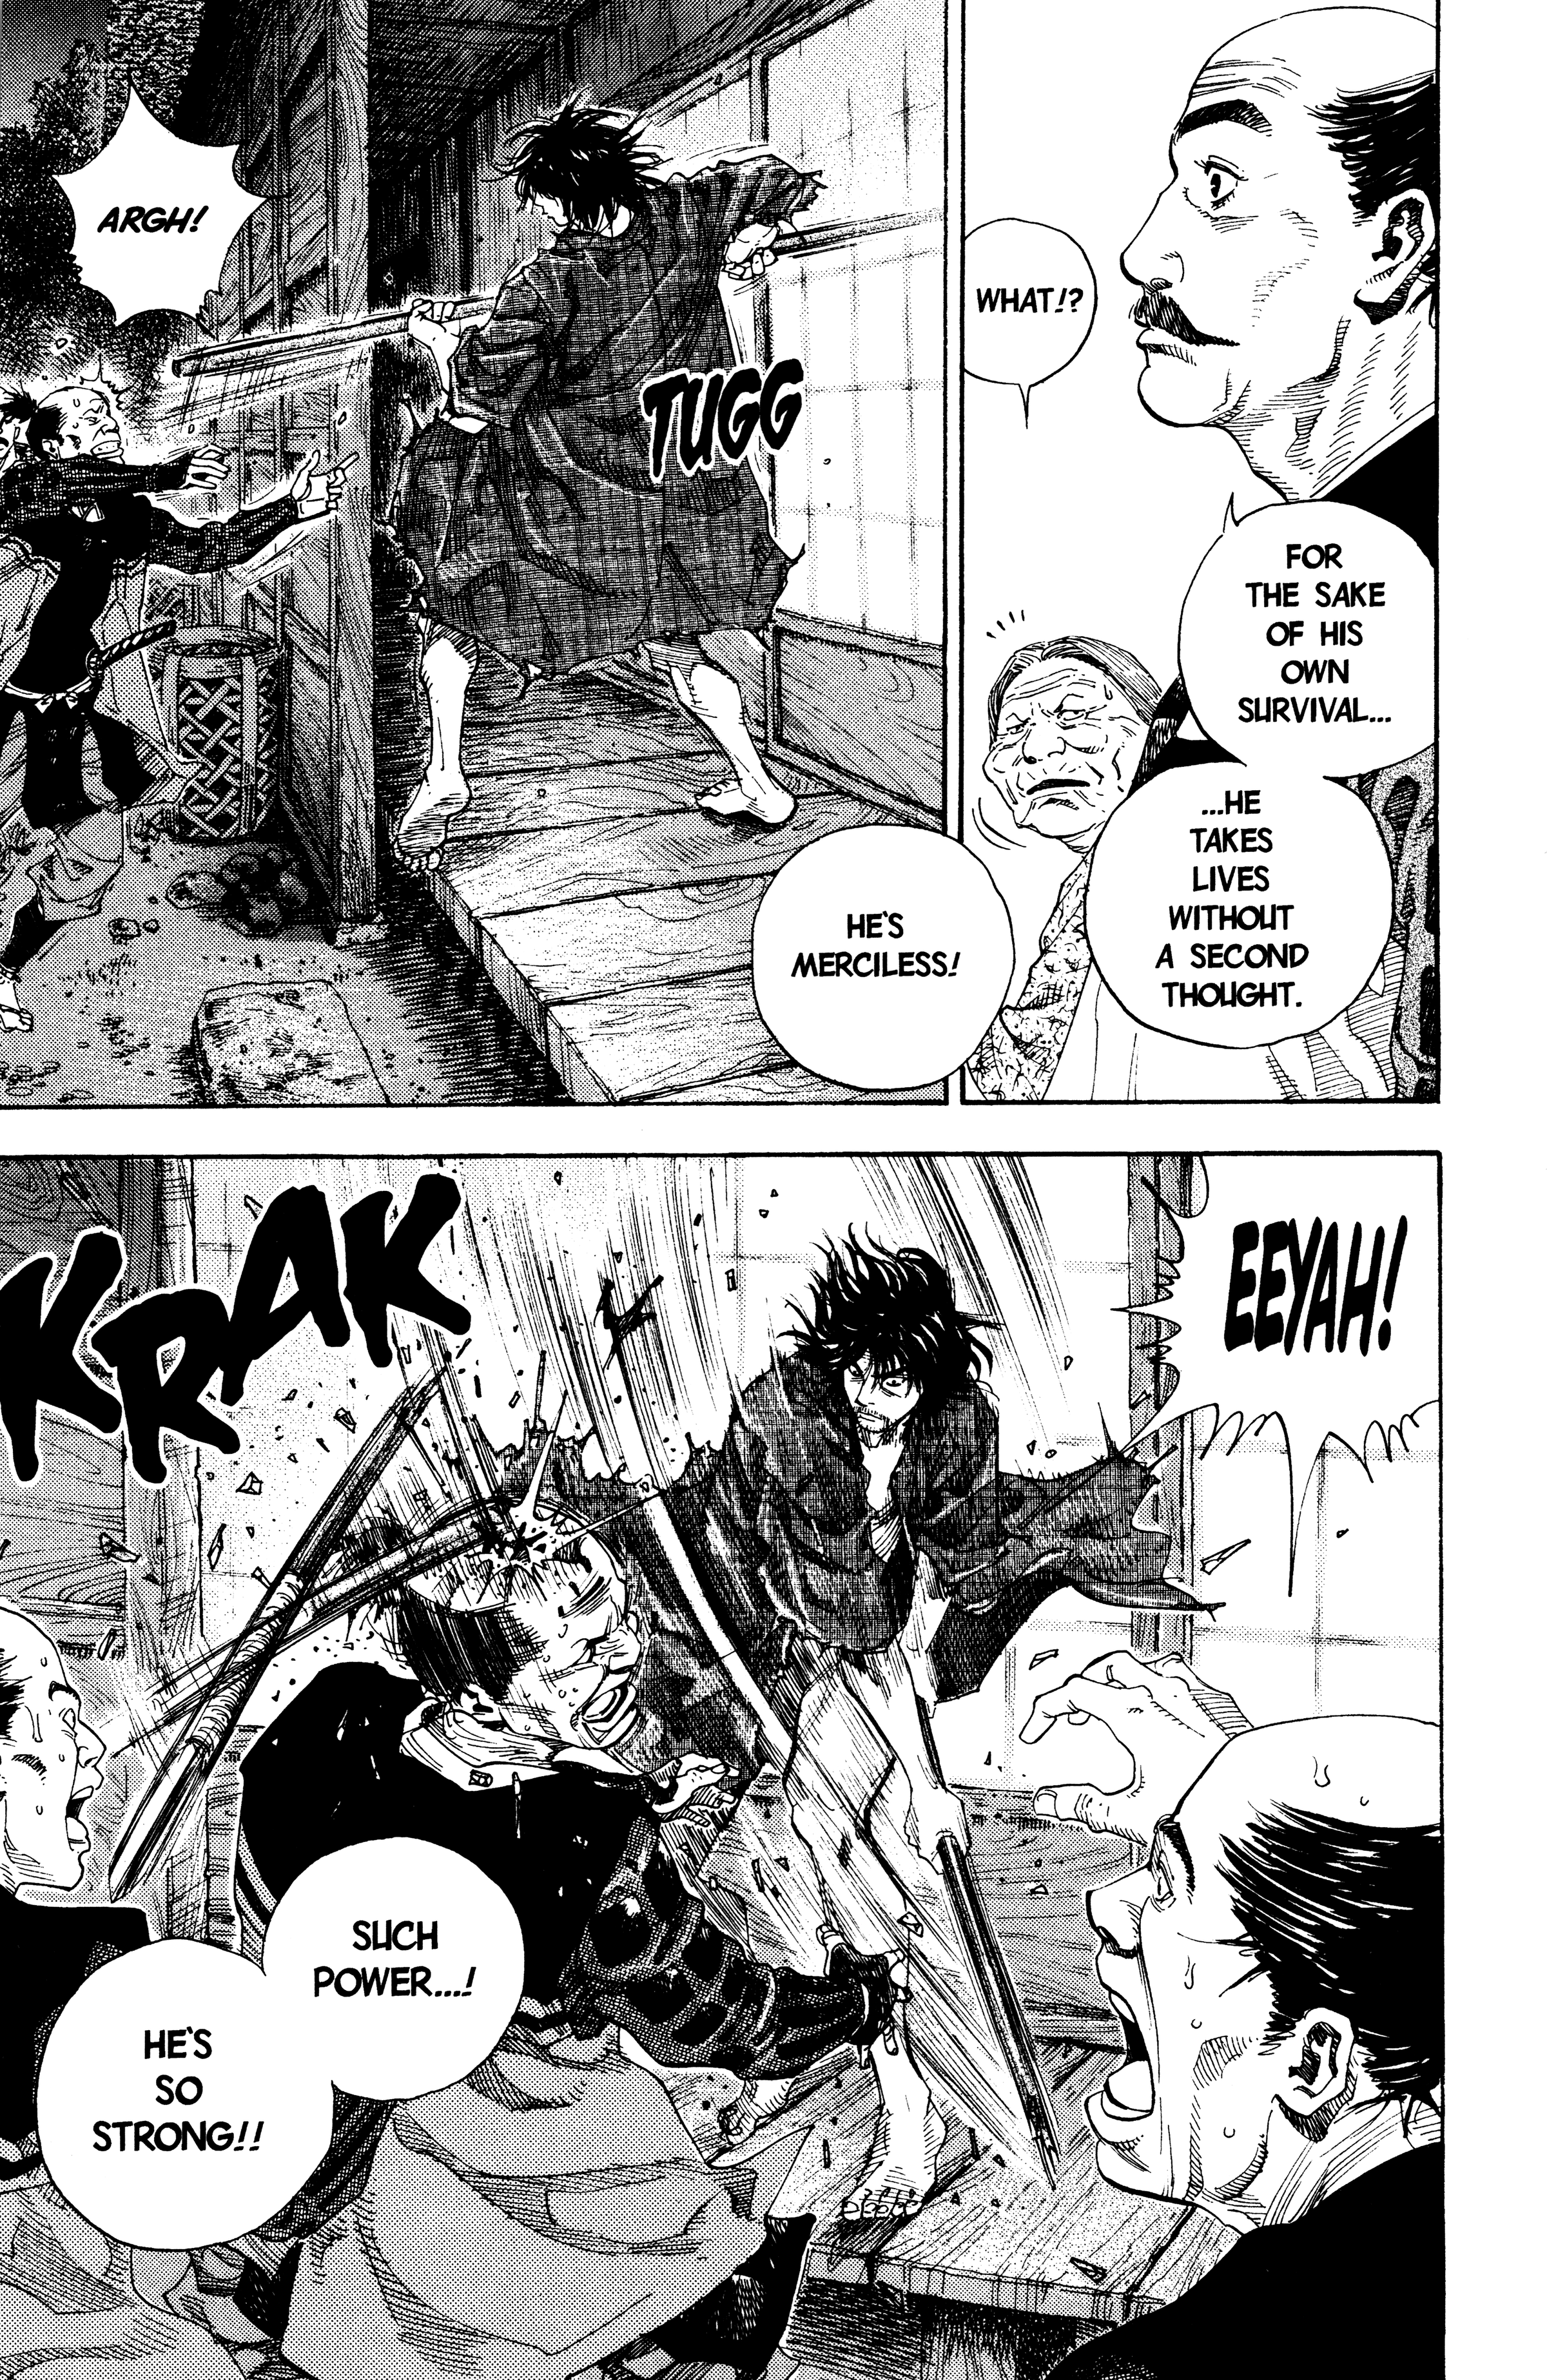 WHAT!?
FOR
THE SAKE
OF HIS
OWN
SURVIVAL...
...HE
TAKES
LIVES
WITHOUT
A SECOND
THOUGHT.
HE'S
MERCILESS!
TUGG
ARGH!
EEYAH!
KRAK
SUCH
POWER...!
HE'S
SO
STRONG!!